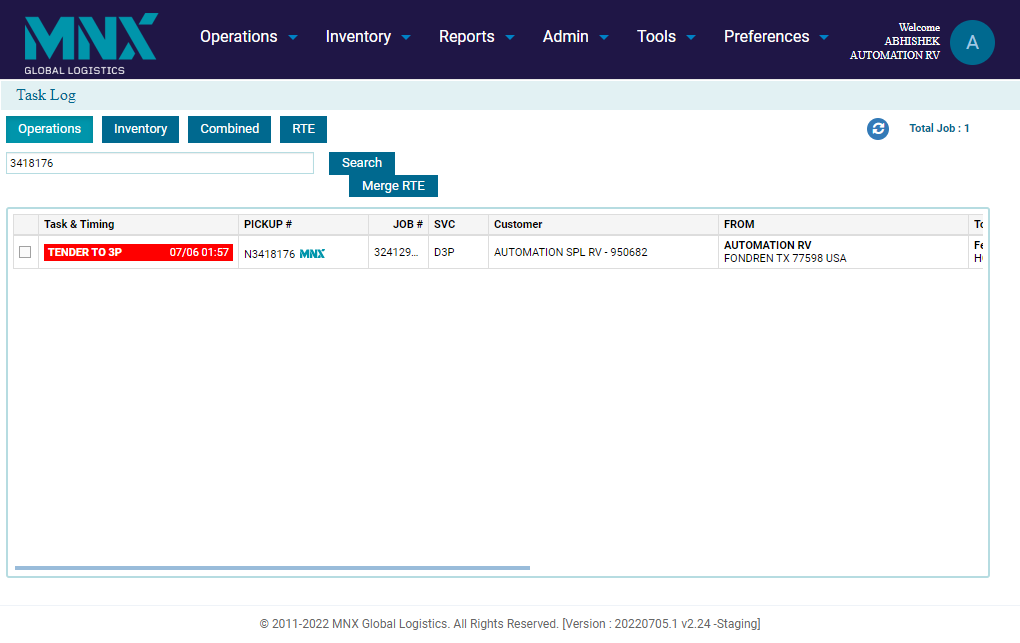 MNX
GLOBAL LOGISTICS
Operations Inventory Reports Admin Tools Preferences
Welcome
ABHISHEK
AUTOMATION RV
A
Task Log
Operations Inventory Combined RTE
Total Job : 1
3418176 Search
Merge RTE
Task & Timing PICKUP # JOB # SVC Customer FROM
TENDER TO 3P 07/06 01:57 N3418176 MNX 324129... D3P AUTOMATION SPL RV - 950682 AUTOMATION RV
FONDREN TX 77598 USA
© 2011-2022 MNX Global Logistics. All Rights Reserved. [Version : 20220705.1 v2.24 -Staging]